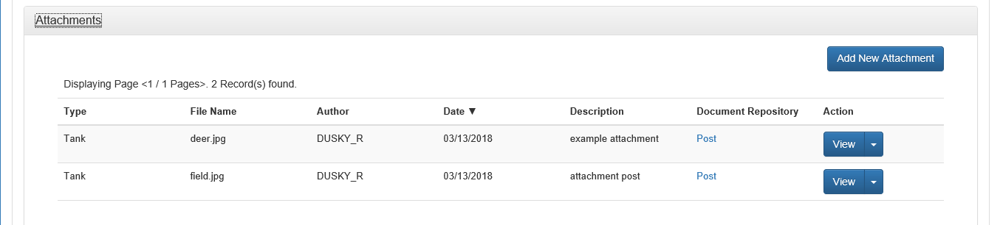 Attachments
Add New Attachment
Displaying Page <1 / 1 Pages>. 2 Record(s) found.
Type File Name Author Date ▼ Description Document Repository Action
Tank deer.jpg DUSKY_R 03/13/2018 example attachment Post View
Tank field.jpg DUSKY_R 03/13/2018 attachment post Post View